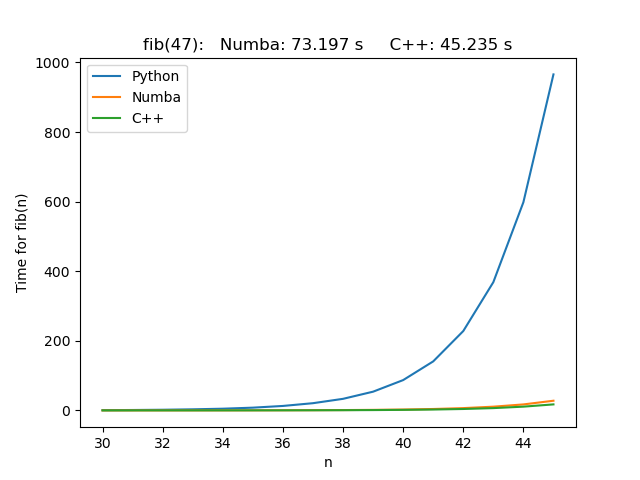 fib(47): Numba: 73.197 s C++: 45.235 s
Python
Numba
C++
1000
800
600
400
200
0
Time for fib(n)
30 32 34 36 38 40 42 44
n